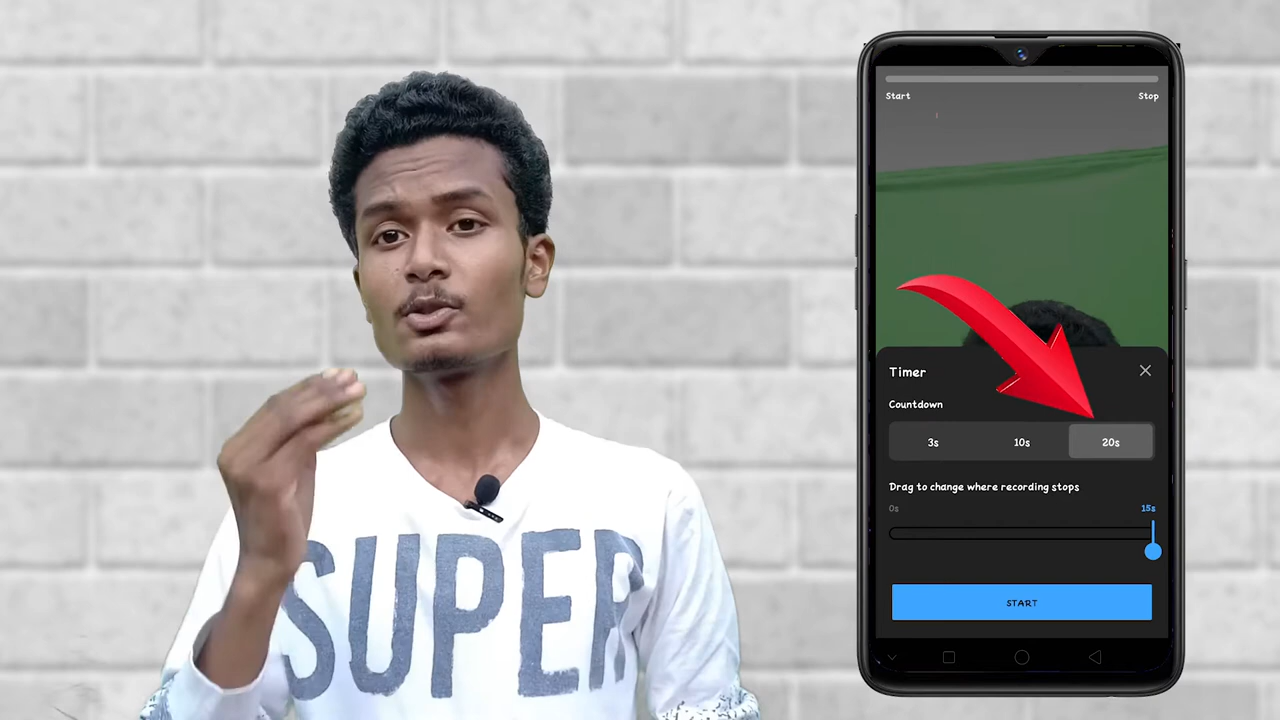 SUPER
Start
Stop
Timer
Countdown
3s 10s 20s
Drag to change where recording stops
0s 15s
START